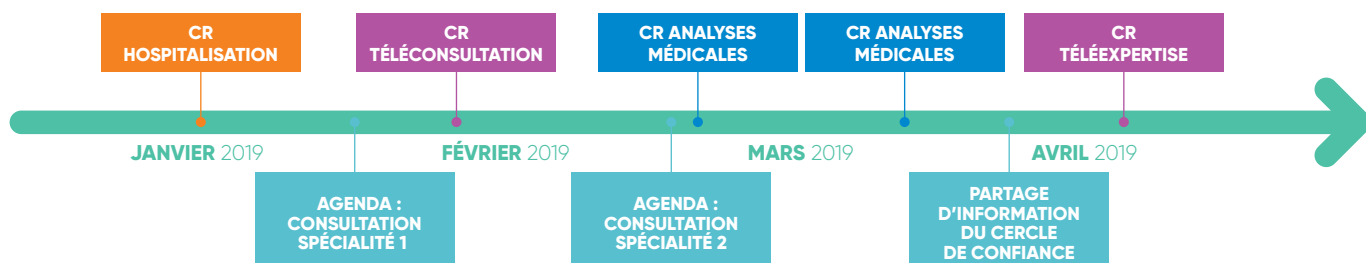 CR
HOSPITALISATION
CR
TÉLÉCONSULTATION
CR ANALYSES
MÉDICALES
CR ANALYSES
MÉDICALES
CR
TÉLÉEXPERTISE
JANVIER 2019
FÉVRIER 2019
MARS 2019
AVRIL 2019
AGENDA :
CONSULTATION
SPÉCIALITÉ 1
AGENDA :
CONSULTATION
SPÉCIALITÉ 2
PARTAGE
D'INFORMATION
DU CERCLE
DE CONFIANCE